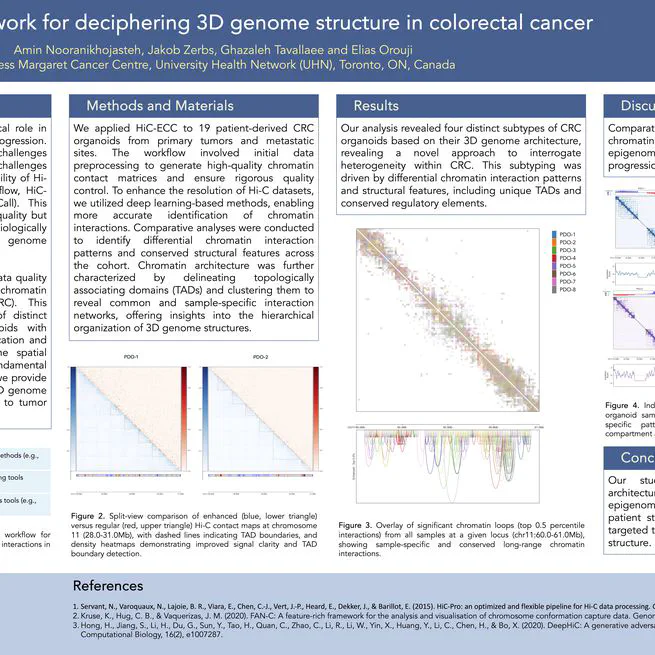 work for deciphering 3D genome structure in colorectal cancer
Amin Nooranikhojasteh, Jakob Zerbs, Ghazaleh Tavallaee and Elias Orouji
ess Margaret Cancer Centre, University Health Network (UHN), Toronto, ON, Canada
cal role in
ogression.
challenges
challenges
bility of Hi-
flow, HiC-
Call). This
quality but
biologically
genome
ata quality
chromatin
RC). This
of distinct
oids with
cation and
he spatial
ndamental
we provide
D genome
to tumor
ethods (e.g.,
ng tools
s tools (e.g.,
workflow for
interactions in
Methods and Materials
We applied HiC-ECC to 19 patient-derived CRC
organoids from primary tumors and metastatic
sites. The workflow involved initial data
preprocessing to generate high-quality chromatin
contact matrices and ensure rigorous quality
control. To enhance the resolution of Hi-C datasets,
we utilized deep learning-based methods, enabling
more accurate identification of chromatin
interactions. Comparative analyses were conducted
to identify differential chromatin interaction
patterns and conserved structural features across
the cohort. Chromatin architecture was further
characterized by delineating topologically
associating domains (TADs) and clustering them to
reveal common and sample-specific interaction
networks, offering insights into the hierarchical
organization of 3D genome structures.
PDO-1
PDO-2
Figure 2. Split-view comparison of enhanced (blue, lower triangle)
versus regular (red, upper triangle) Hi-C contact maps at chromosome
11 (28.0-31.0Mb), with dashed lines indicating TAD boundaries, and
density heatmaps demonstrating improved signal clarity and TAD
boundary detection.
Results
Our analysis revealed four distinct subtypes of CRC
organoids based on their 3D genome architecture,
revealing a novel approach to interrogate
heterogeneity within CRC. This subtyping was
driven by differential chromatin interaction patterns
and structural features, including unique TADs and
conserved regulatory elements.
PDO-1
PDO-2
PDO-3
PDO-4
PDO-5
PDO-6
PDO-7
PDO-8
Figure 3. Overlay of significant chromatin loops (top 0.5 percentile
interactions) from all samples at a given locus (chr11:60.0-61.0Mb),
showing sample-specific and conserved long-range chromatin
interactions.
Discu
Comparat
chromatin
epigenom
progressio
Figure 4. Ind
organoid sam
specific patt
compartment a
Conc
Our stud
architectur
epigenom
patient st
targeted t
structure.
References
1. Servant, N., Varoquaux, N., Lajoie, B. R., Viara, E., Chen, C.-J., Vert, J.-P., Heard, E., Dekker, J., & Barillot, E. (2015). HiC-Pro: an optimized and flexible pipeline for Hi-C data processing. G
2. Kruse, K., Hug, C. B., & Vaquerizas, J. M. (2020). FAN-C: A feature-rich framework for the analysis and visualisation of chromosome conformation capture data. Genom
3. Hong, H., Jiang, S., Li, H., Du, G., Sun, Y., Tao, H., Quan, C., Zhao, C., Li, R., Li, W., Yin, X., Huang, Y., Li, C., Chen, H., & Bo, X. (2020). DeepHiC: A generative advers
Computational Biology, 16(2), e1007287.